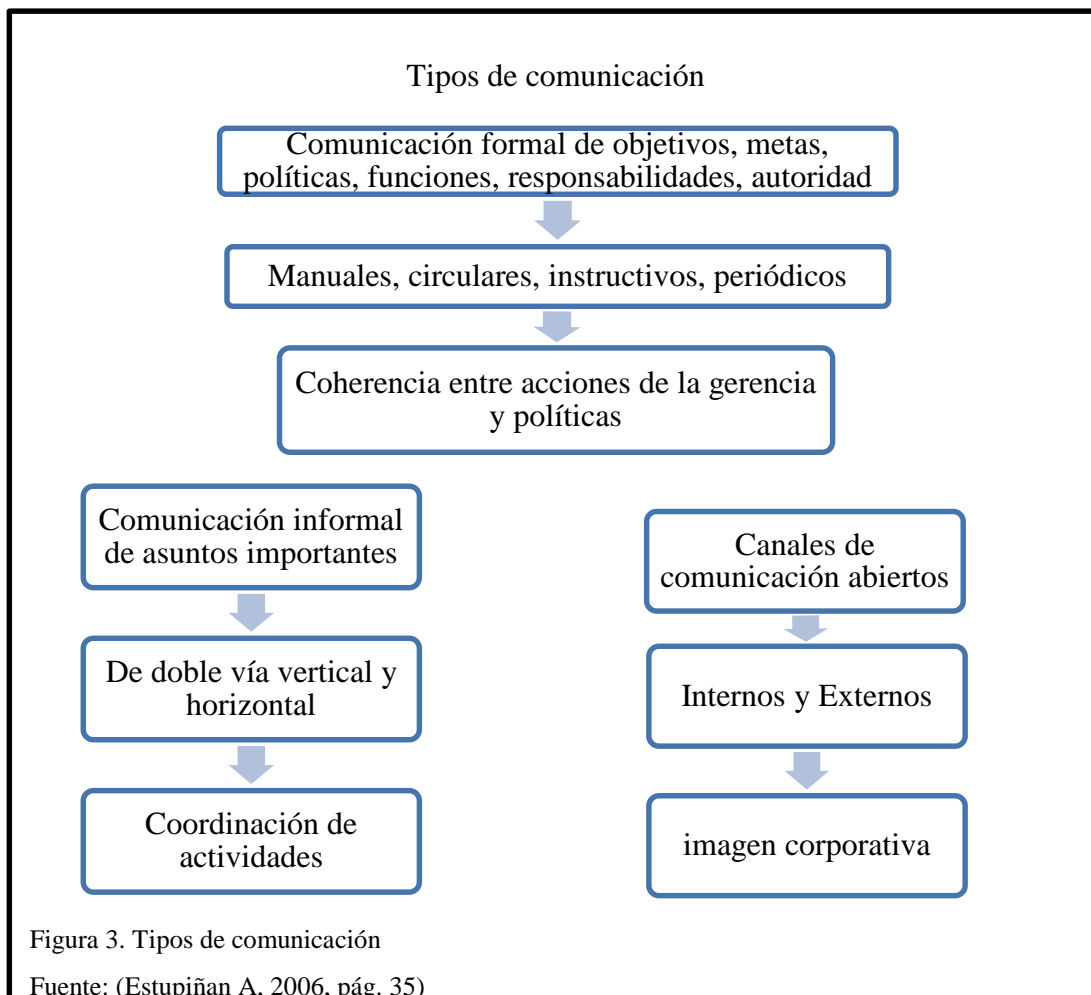 Tipos de comunicación
Comunicación formal de objetivos, metas,
políticas, funciones, responsabilidades, autoridad
Manuales, circulares, instructivos, periódicos
Coherencia entre acciones de la gerencia
y políticas
Comunicación informal
de asuntos importantes
De doble vía vertical y
horizontal
Coordinación de
actividades
Canales de
comunicación abiertos
Internos y Externos
imagen corporativa
Figura 3. Tipos de comunicación
Fuente: (Estupiñan A, 2006, pág. 35)